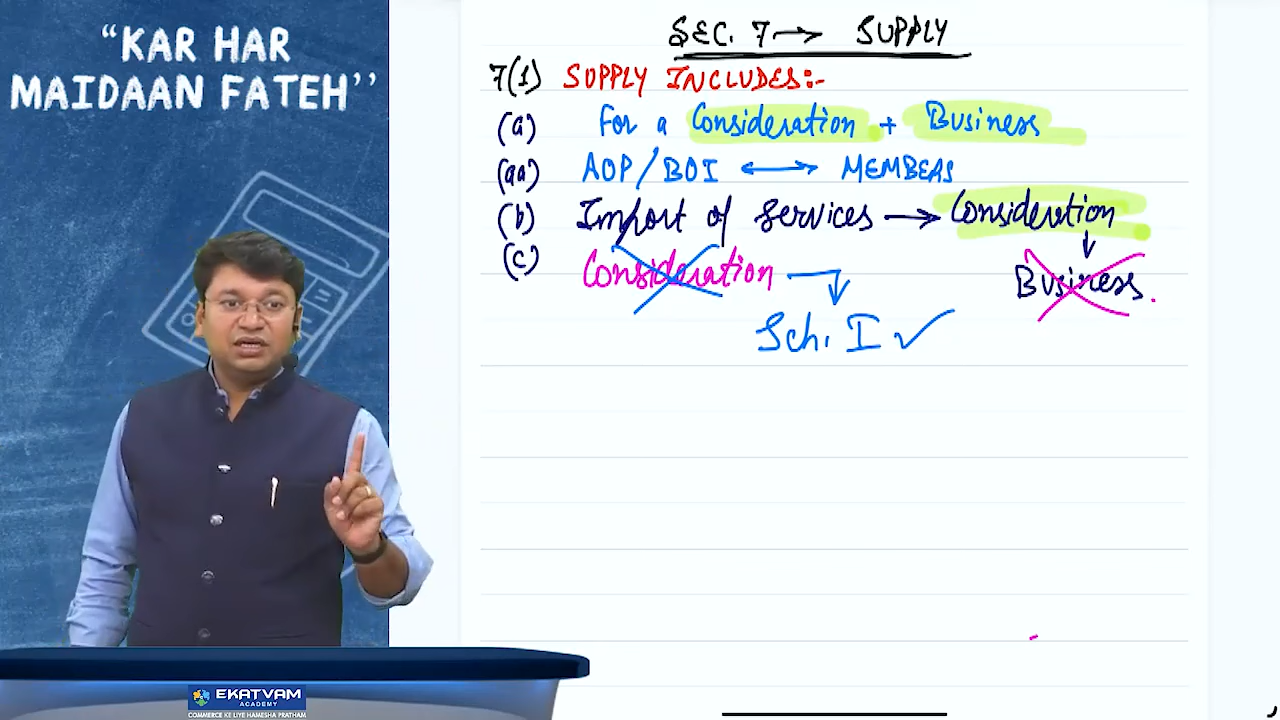 “KAR HAR
MAIDAAN FATEH’’
SEC. 7 → SUPPLY
7(1) SUPPLY INCLUDES:-
(a) For a Consideration + Business
(aa) AOP/BOI ⟷ MEMBERS
(b) Import of Services → Consideration
↓
(c) Consideration → Business.
Sch. I ✓
EKATVAM
ACADEMY
COMMERCE KE LIYE HAMESHA PRATHAM